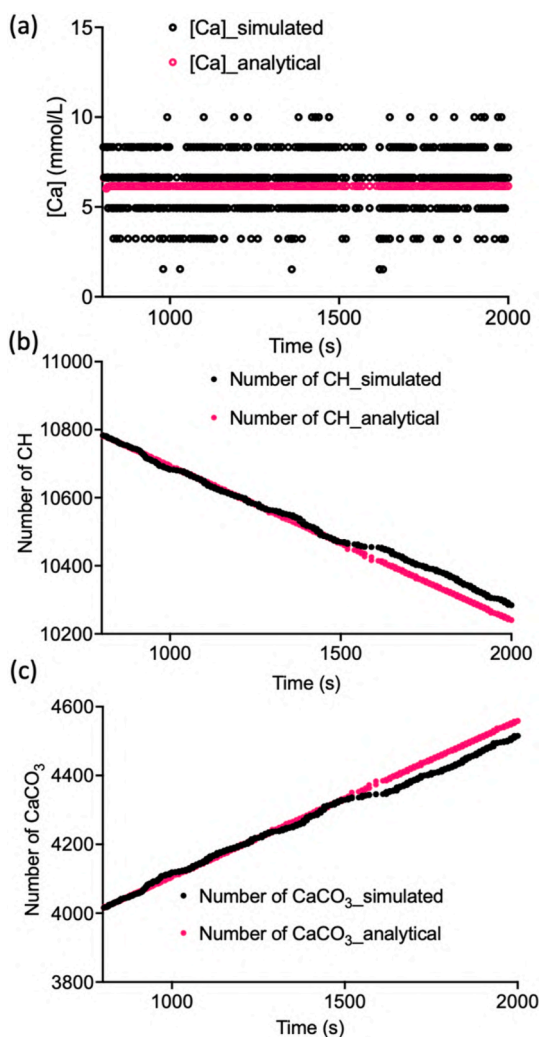 (a)
[Ca]_simulated
[Ca]_analytical
[Ca] (mmol/L)
15
10
5
0
1000 1500 2000
Time (s)
(b)
Number of CH_simulated
Number of CH_analytical
Number of CH
11000
10800
10600
10400
10200
1000 1500 2000
Time (s)
(c)
Number of CaCO₃
4600
4400
4200
4000
3800
Number of CaCO₃_simulated
Number of CaCO₃_analytical
1000 1500 2000
Time (s)